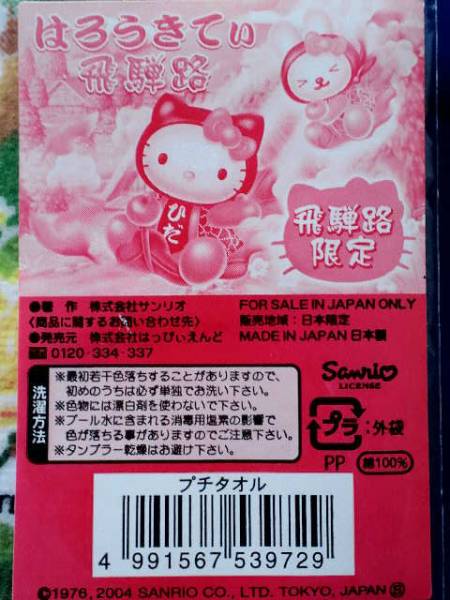 はろうきてぃ
飛騨路
ひだ
飛騨路
限定
●著 作 株式会社サンリオ
〈商品に関するお問い合わせ先〉
●発売元 株式会社はっぴぃえんど
0120-334-337
FOR SALE IN JAPAN ONLY
販売地域：日本限定
MADE IN JAPAN 日本製
洗濯方法
※最初若干色落ちすることがありますので、
初めのうちは必ず単独でお洗い下さい。
※色物には漂白剤を使わないで下さい。
※プール水に含まれる消毒用塩素の影響で
色が落ちる事がありますのでご注意下さい。
※タンブラー乾燥はお避け下さい。
Sanrio
LICENSE
プラ：外袋
PP
綿100%
プチタオル
4 991567 539729
©1976, 2004 SANRIO CO., LTD. TOKYO, JAPAN